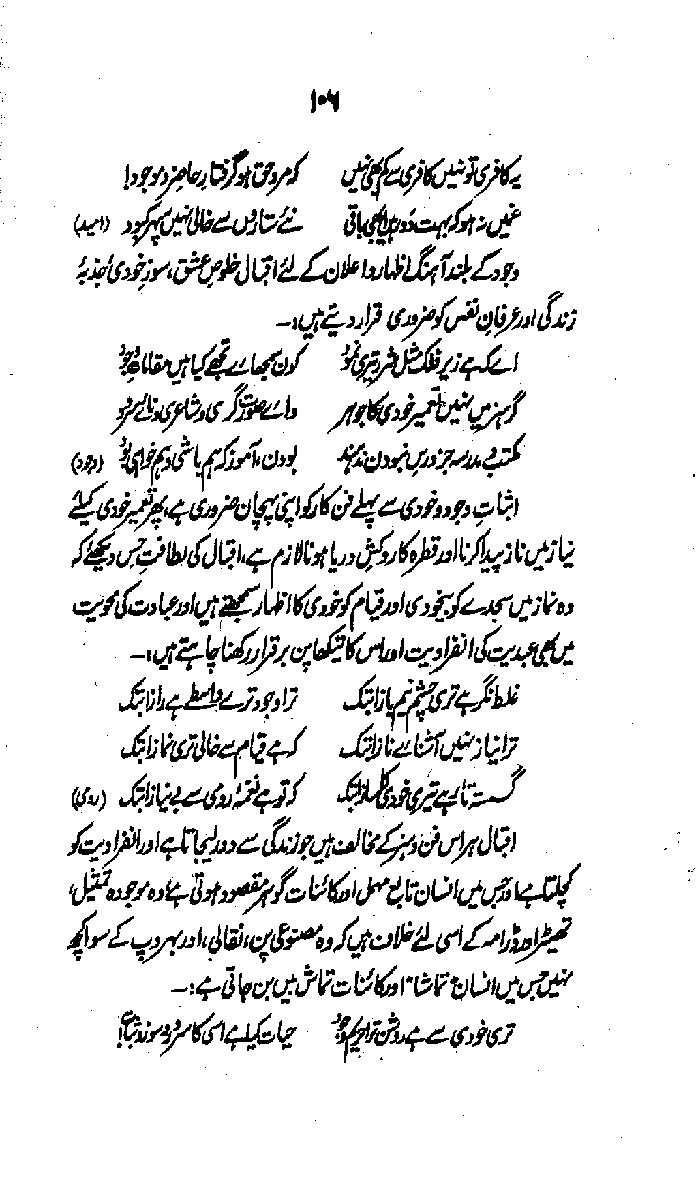 ۱۰۶
یہ کافری تو نہیں کافری سے کم بھی نہیں کہ مردِ حق ہو گرفتارِ حاضر و موجود!
غمیں نہ ہو کہ بہت دور ہیں ابھی باقی نئے ستاروں سے خالی نہیں سپہر کبود (امید)
وجود کے بلند آہنگ اظہار و اعلان کے لئے اقبال خلوصِ عشق، سوزِ خودی، جذبۂ
زندگی اور عرفانِ نفس کو ضروری قرار دیتے ہیں:۔
اے کہ ہے زیر فلک مثل شرر تیری نمود کون سمجھائے تجھے کیا ہیں مقاماتِ وجود
گر ہنر میں نہیں تعمیر خودی کا جوہر وائے صورت گری و شاعری و نائے و سرود
مکتب و مدرسہ جز درس نبودن ندہند بودن آموز کہ ہم باشی و ہم خواہی بود (وجود)
اثباتِ وجود و خودی سے پہلے فن کار کو اپنی پہچان ضروری ہے، پھر تعمیر خودی کیلئے
نیاز میں ناز پیدا کرنا اور قطرہ کا روکشِ دریا ہونا لازم ہے، اقبال کی لطافتِ حِس دیکھئے کہ
وہ نماز میں سجدے کو بیخودی اور قیام کو خودی کا اظہار سمجھتے ہیں اور عبادت کی محویت
میں بھی عبدیت کی انفرادیت اور اس کا تیکھا پن برقرار رکھنا چاہتے ہیں:۔
غلط نگر ہے تری چشم نیم باز ابتک ترا وجود ترے واسطے ہے راز ابتک
ترا نیاز نہیں آشنائے ناز ابتک کہ ہے قیام سے خالی تری نماز ابتک
گسستہ تار ہے تیری خودی کا ساز ابتک کہ تو ہے نغمۂ رومی سے بے نیاز ابتک (رومی)
اقبال ہر اس فن و ہنر کے مخالف ہیں جو زندگی سے دور لیجاتا ہے اور انفرادیت کو
کچلتا ہے اور جس میں انسان تابع مہمل اور کائنات گوہرِ مقصود ہوتی ہے، وہ موجودہ تمثیل،
تھیٹر اور ڈرامہ کے اسی لئے خلاف ہیں کہ وہ مصنوعی پن، نقالی، اور بہروپ کے سوا کچھ
نہیں جس میں انسان "تماشا" اور کائنات تماش بیں بن جاتی ہے:۔
تری خودی سے ہے روشن ترا حریم وجود حیات کیا ہے اسی کا سرور و سوز و ثبات!